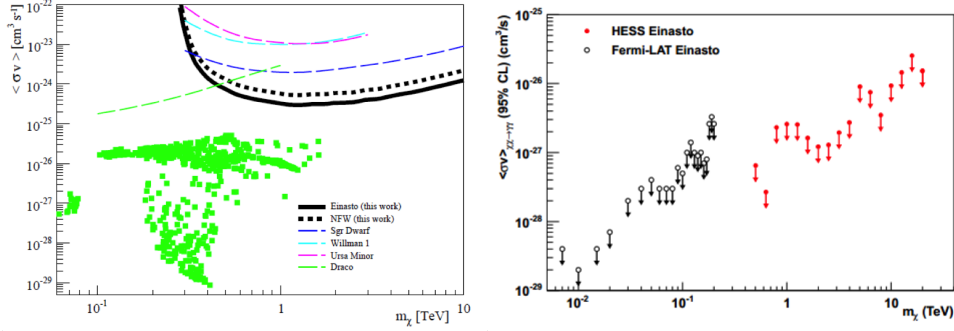 < σ v > [cm³ s⁻¹]
10⁻²²
10⁻²³
10⁻²⁴
10⁻²⁵
10⁻²⁶
10⁻²⁷
10⁻²⁸
10⁻²⁹
Einasto (this work)
NFW (this work)
Sgr Dwarf
Willman 1
Ursa Minor
Draco
10⁻¹
1
10
mχ [TeV]
<σv>χχ→γγ (95% CL) (cm³/s)
HESS Einasto
Fermi-LAT Einasto
10⁻²⁵
10⁻²⁶
10⁻²⁷
10⁻²⁸
10⁻²⁹
10⁻²
10⁻¹
1
10
mχ (TeV)